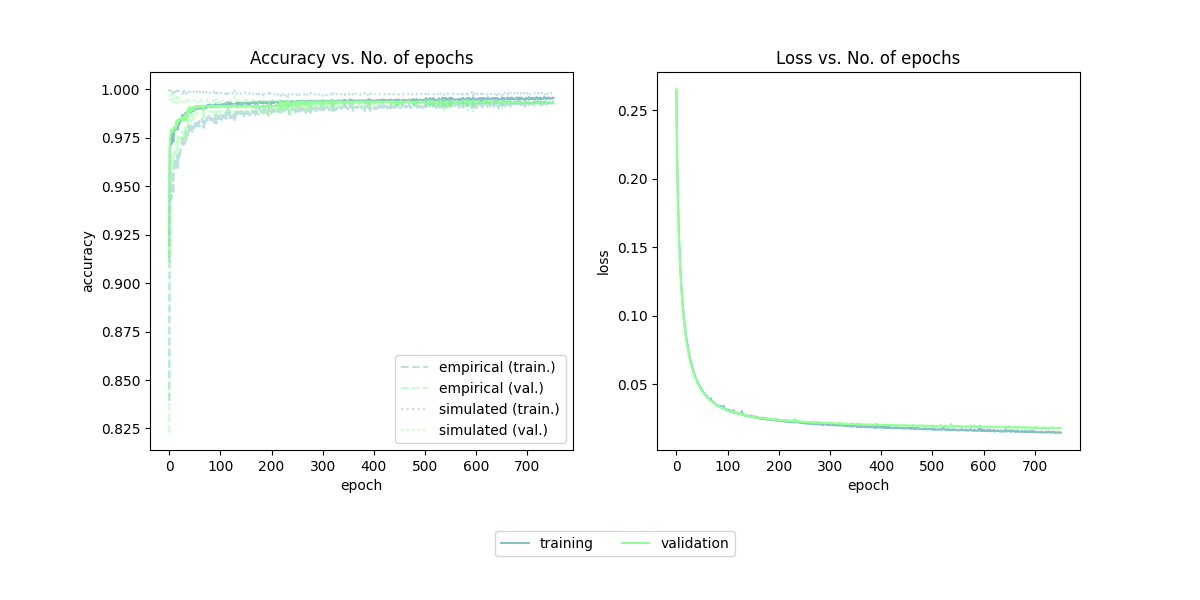 Accuracy vs. No. of epochs
1.000
0.975
0.950
0.925
0.900
0.875
0.850
0.825
accuracy
empirical (train.)
empirical (val.)
simulated (train.)
simulated (val.)
0 100 200 300 400 500 600 700
epoch
Loss vs. No. of epochs
0.25
0.20
0.15
0.10
0.05
loss
0 100 200 300 400 500 600 700
epoch
training validation